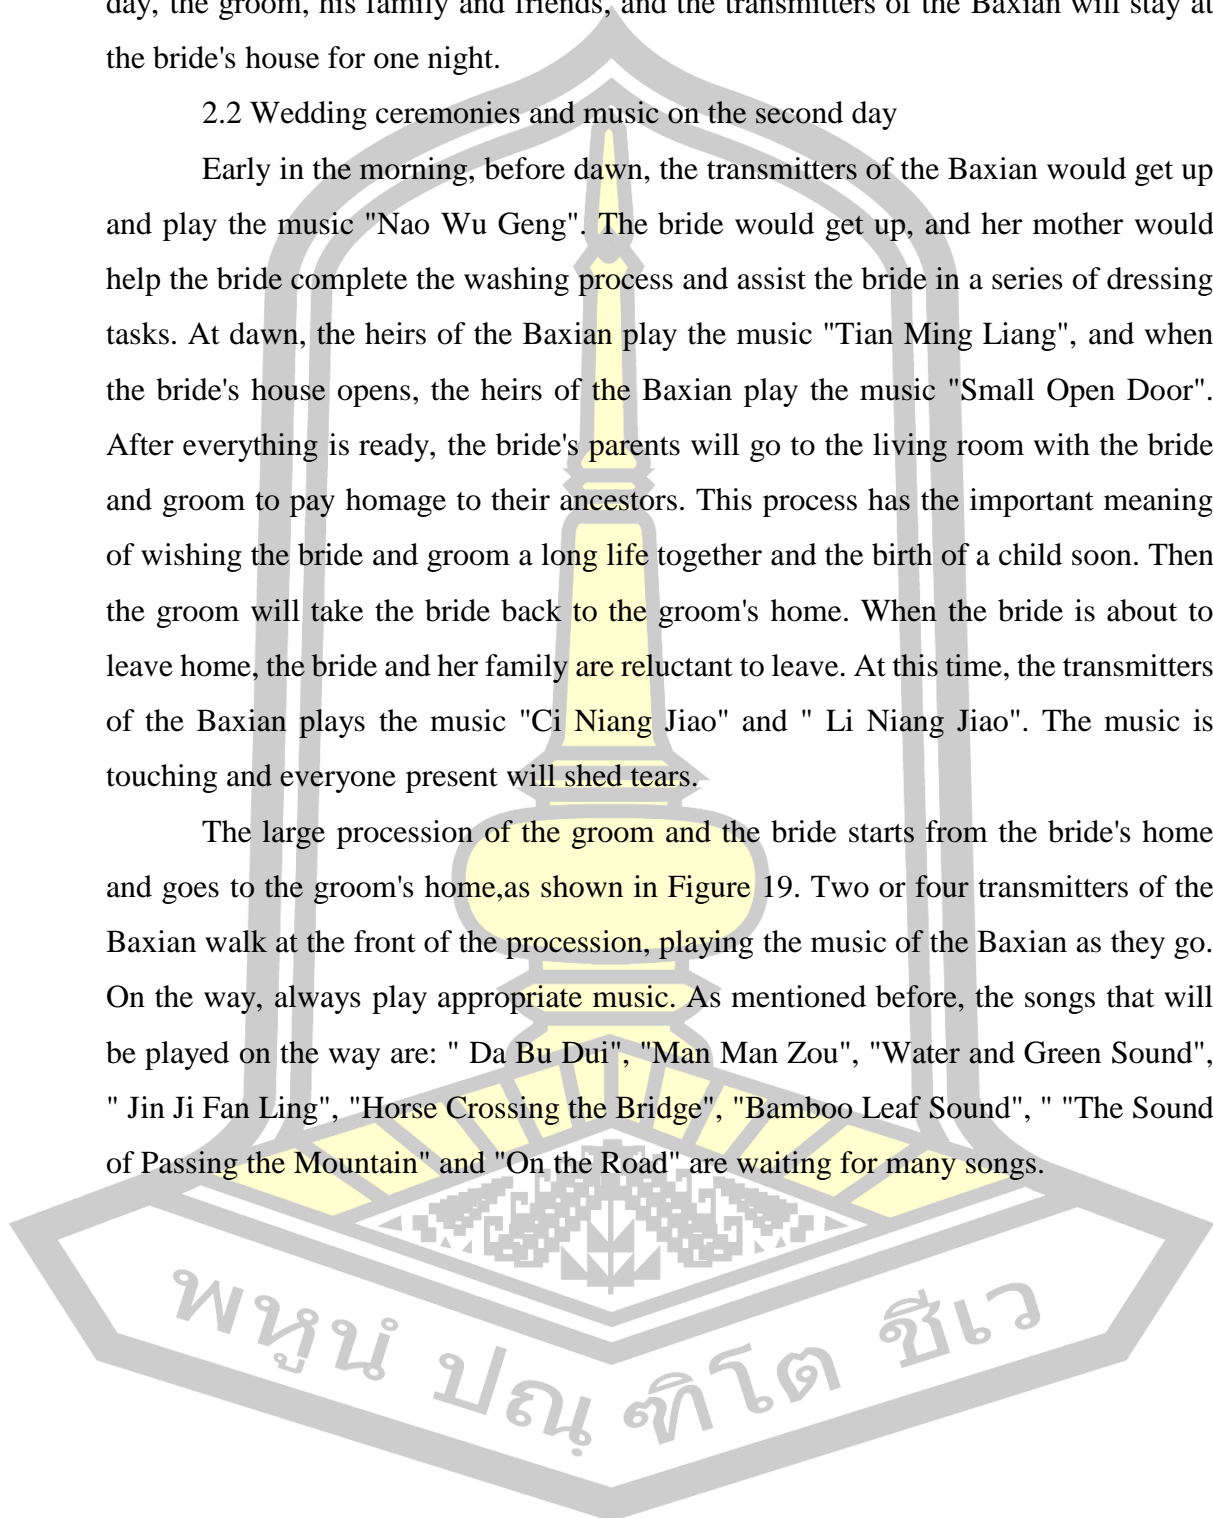 day, the groom, his family and friends, and the transmitters of the Baxian will stay at
the bride's house for one night.
2.2 Wedding ceremonies and music on the second day
Early in the morning, before dawn, the transmitters of the Baxian would get up
and play the music "Nao Wu Geng". The bride would get up, and her mother would
help the bride complete the washing process and assist the bride in a series of dressing
tasks. At dawn, the heirs of the Baxian play the music "Tian Ming Liang", and when
the bride's house opens, the heirs of the Baxian play the music "Small Open Door".
After everything is ready, the bride's parents will go to the living room with the bride
and groom to pay homage to their ancestors. This process has the important meaning
of wishing the bride and groom a long life together and the birth of a child soon. Then
the groom will take the bride back to the groom's home. When the bride is about to
leave home, the bride and her family are reluctant to leave. At this time, the transmitters
of the Baxian plays the music "Ci Niang Jiao" and " Li Niang Jiao". The music is
touching and everyone present will shed tears.
The large procession of the groom and the bride starts from the bride's home
and goes to the groom's home,as shown in Figure 19. Two or four transmitters of the
Baxian walk at the front of the procession, playing the music of the Baxian as they go.
On the way, always play appropriate music. As mentioned before, the songs that will
be played on the way are: " Da Bu Dui", "Man Man Zou", "Water and Green Sound",
" Jin Ji Fan Ling", "Horse Crossing the Bridge", "Bamboo Leaf Sound", " "The Sound
of Passing the Mountain" and "On the Road" are waiting for many songs.
พหูนํ ปณฺฑิโต ชีเว